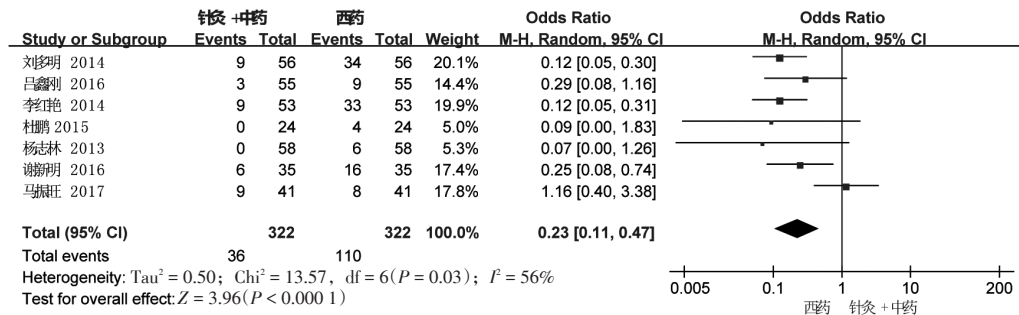 针灸 +中药 西药 Odds Ratio Odds Ratio
Study or Subgroup Events Total Events Total Weight M-H, Random, 95% CI M-H, Random, 95% CI
刘多明 2014 9 56 34 56 20.1% 0.12 [0.05, 0.30]
吕鑫刚 2016 3 55 9 55 14.4% 0.29 [0.08, 1.16]
李红艳 2014 9 53 33 53 19.9% 0.12 [0.05, 0.31]
杜鹏 2015 0 24 4 24 5.0% 0.09 [0.00, 1.83]
杨志林 2013 0 58 6 58 5.3% 0.07 [0.00, 1.26]
谢新明 2016 6 35 16 35 17.4% 0.25 [0.08, 0.74]
马振旺 2017 9 41 8 41 17.8% 1.16 [0.40, 3.38]
Total (95% CI) 322 322 100.0% 0.23 [0.11, 0.47]
Total events 36 110
Heterogeneity: Tau² = 0.50; Chi² = 13.57, df = 6(P = 0.03); I² = 56%
Test for overall effect: Z = 3.96(P < 0.000 1)
0.005 0.1 1 10 200
西药 针灸 +中药